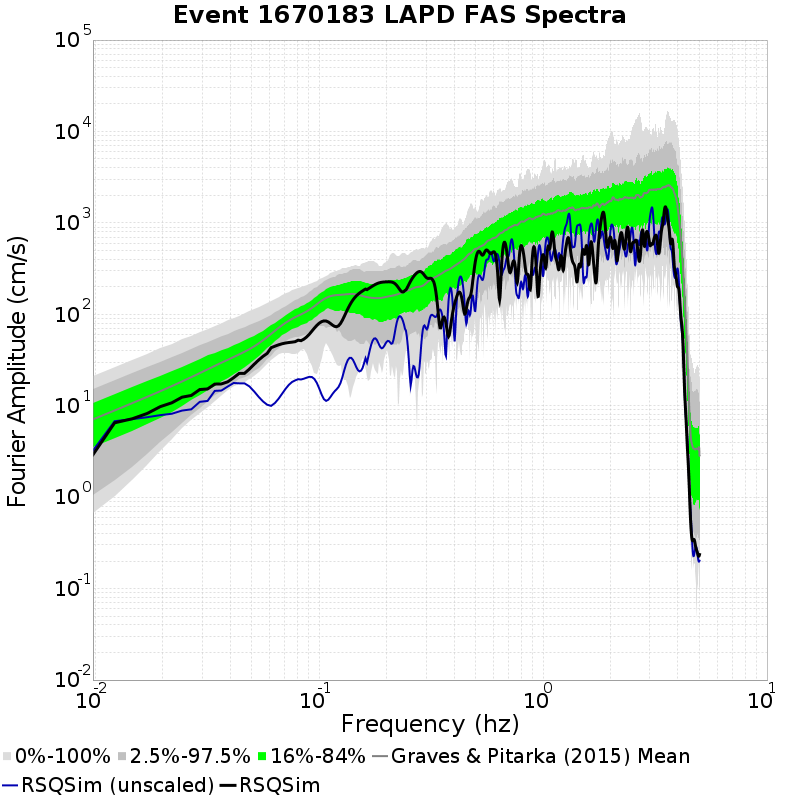 Event 1670183 LAPD FAS Spectra
Fourier Amplitude (cm/s)
10^5
10^4
10^3
10^2
10^1
10^0
10^-1
10^-2
10^-2 10^-1 10^0 10^1
Frequency (hz)
0%-100% 2.5%-97.5% 16%-84% Graves & Pitarka (2015) Mean
RSQSim (unscaled) RSQSim